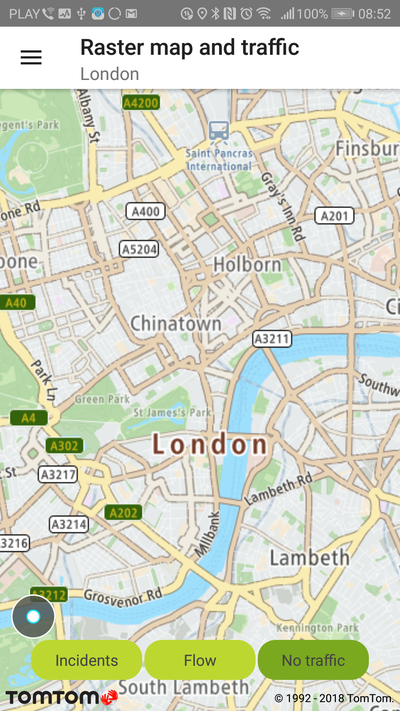 PLAY 100% 08:52
Raster map and traffic
London
A4200
Albany St
egent's Park
Saint Pancras
International
Finsbur
Gray's Inn Rd
one Rd
A400
A201
A5204
bone
Holborn
A40
Ci
Chinatown
A3211
Park Ln
Southw
Green Park
A4
St James's Park
London
A302
. St
A3217
Lambeth Rd
A202
A3214
Millbank
3216
Lambeth
A3212
Grosvenor Rd
Kennington Park
Incidents Flow No traffic
South Lambeth
TOMTOM © 1992 - 2018 TomTom.